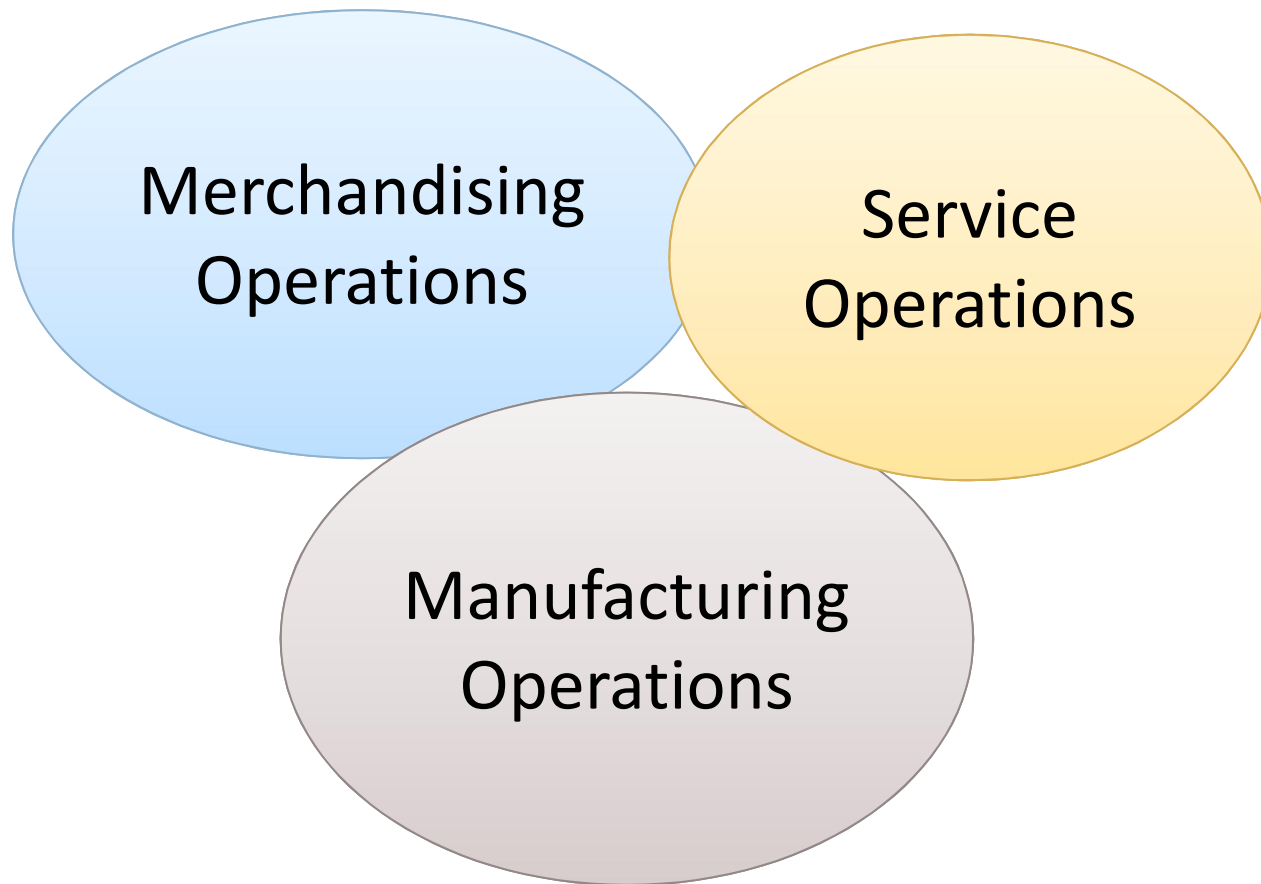 Merchandising
Operations
Service
Operations
Manufacturing
Operations